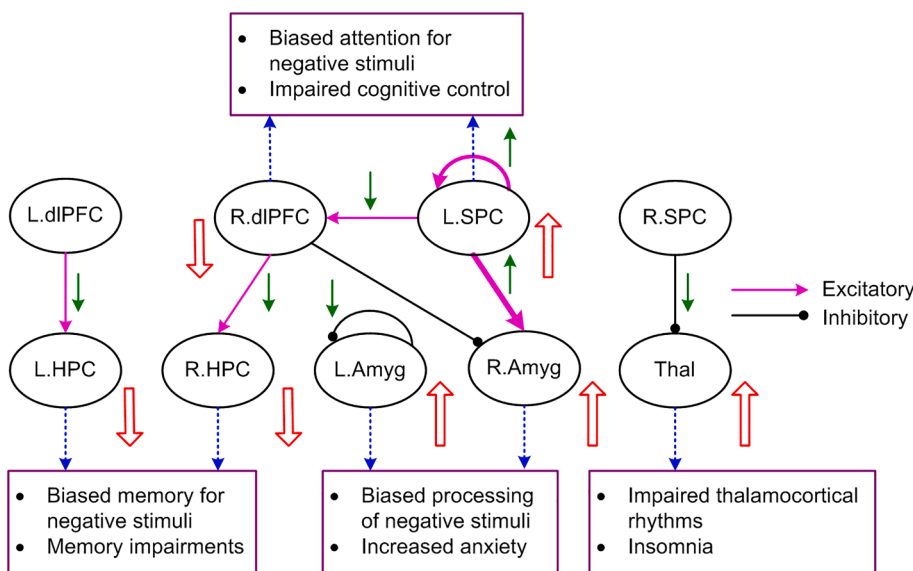 • Biased attention for
negative stimuli
• Impaired cognitive control
L.dlPFC
R.dlPFC
L.SPC
R.SPC
Excitatory
Inhibitory
L.HPC
R.HPC
L.Amyg
R.Amyg
Thal
• Biased memory for
negative stimuli
• Memory impairments
• Biased processing
of negative stimuli
• Increased anxiety
• Impaired thalamocortical
rhythms
• Insomnia